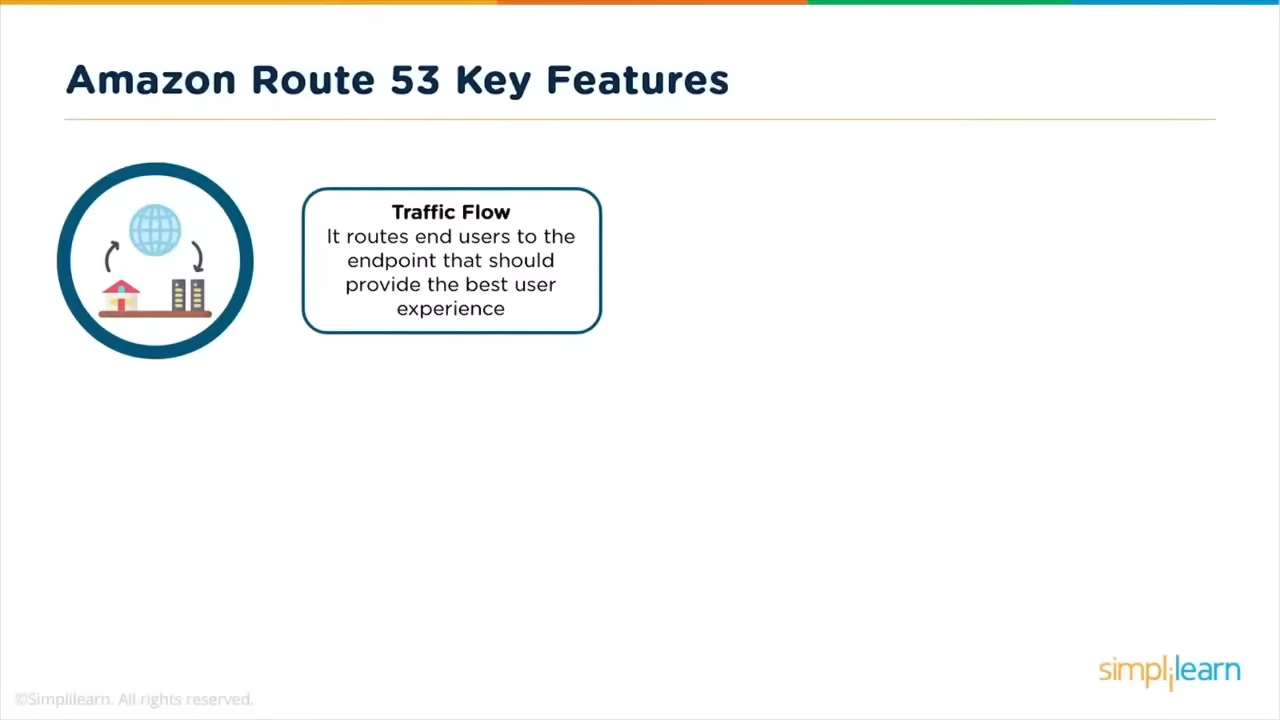 Amazon Route 53 Key Features
Traffic Flow
It routes end users to the
endpoint that should
provide the best user
experience
simplilearn
©Simplilearn. All rights reserved.